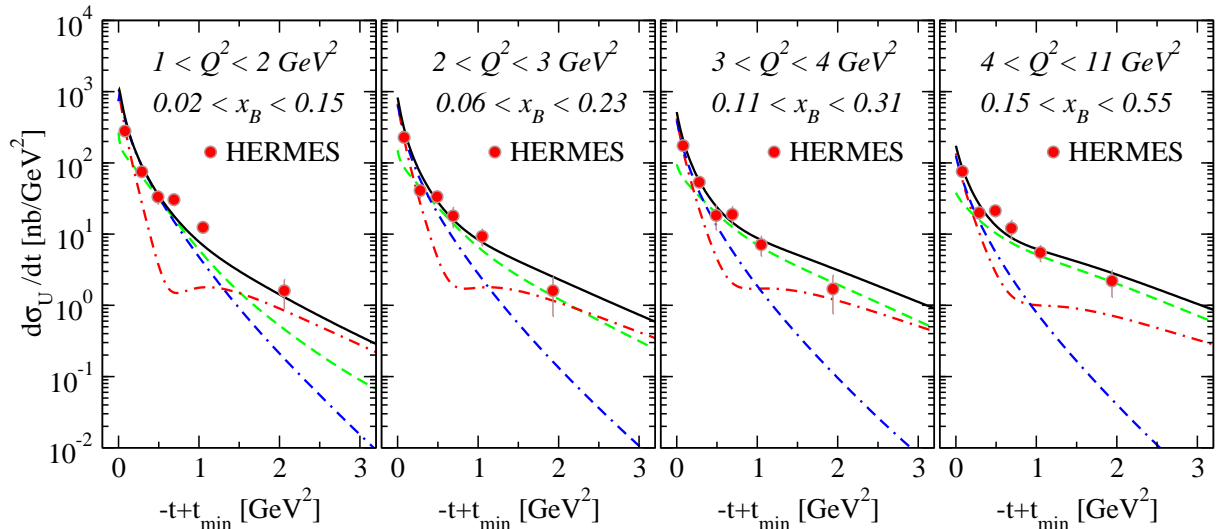 10^4
10^3
10^2
10^1
10^0
10^-1
10^-2
dσ_U/dt [nb/GeV^2]
1 < Q^2 < 2 GeV^2
0.02 < x_B < 0.15
HERMES
2 < Q^2 < 3 GeV^2
0.06 < x_B < 0.23
HERMES
3 < Q^2 < 4 GeV^2
0.11 < x_B < 0.31
HERMES
4 < Q^2 < 11 GeV^2
0.15 < x_B < 0.55
HERMES
0 1 2 3
0 1 2 3
0 1 2 3
0 1 2 3
-t+t_min [GeV^2]
-t+t_min [GeV^2]
-t+t_min [GeV^2]
-t+t_min [GeV^2]